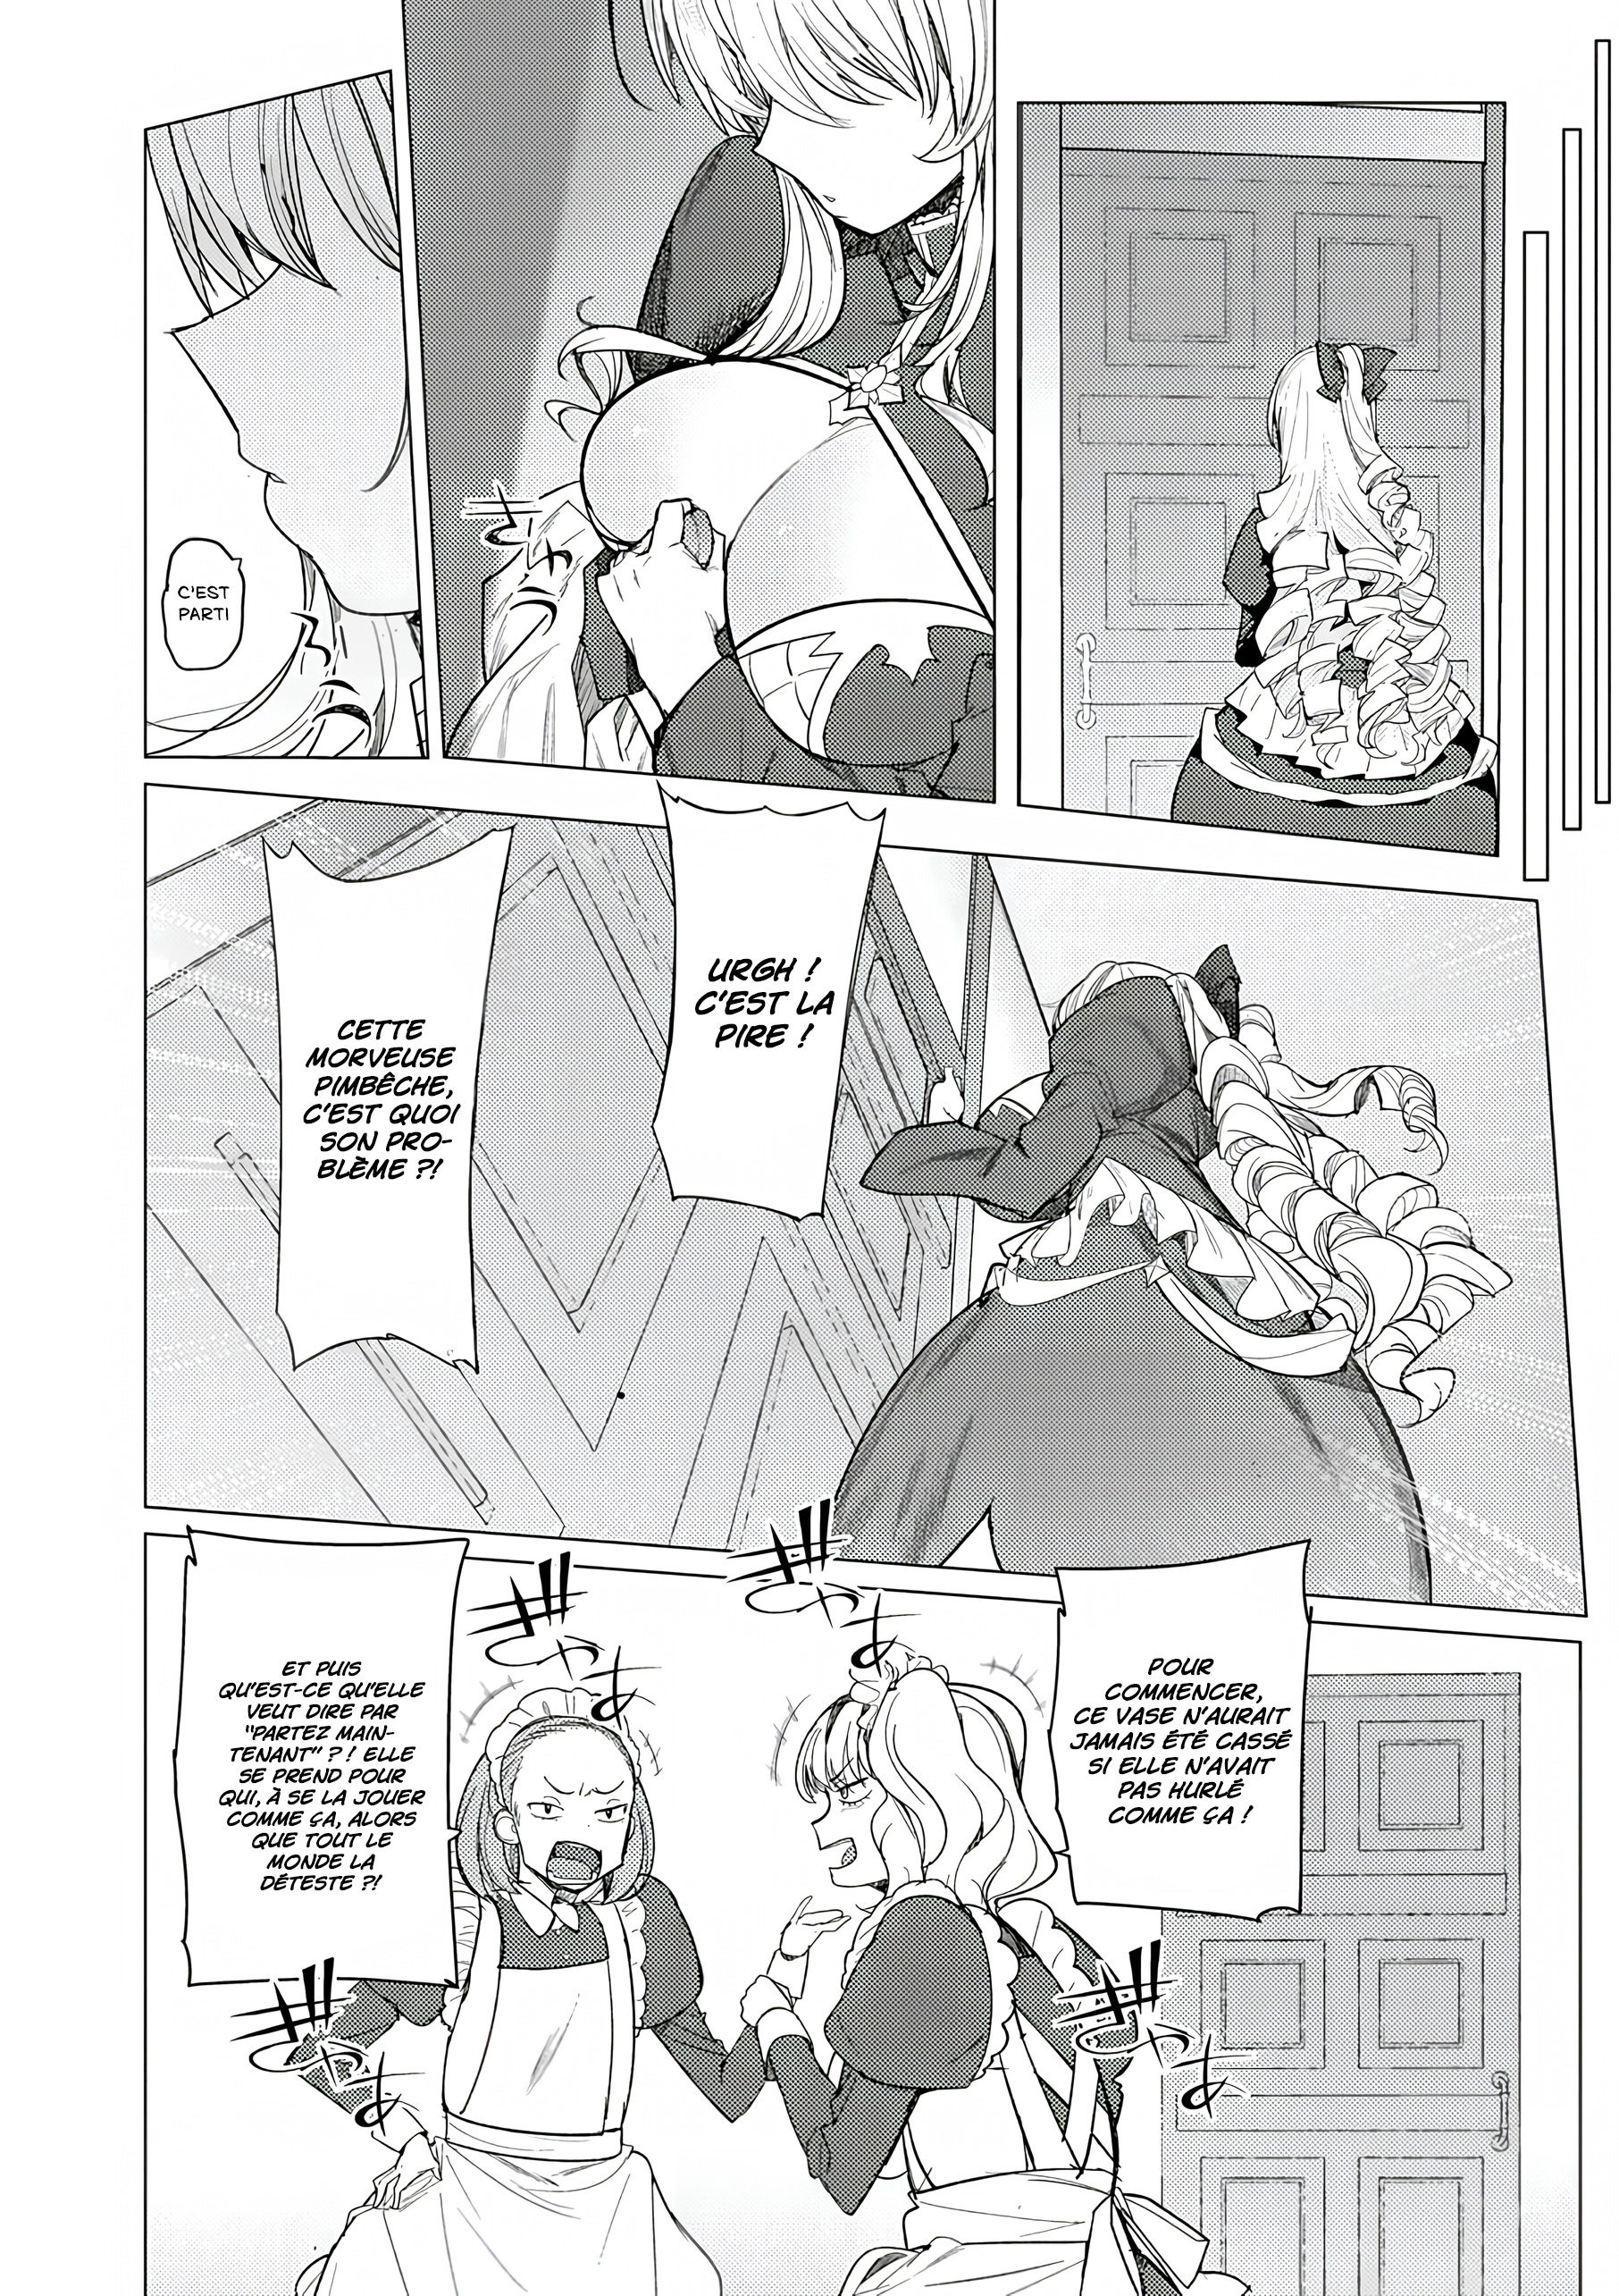 C'EST
PARTI
URGH !
C'EST LA
PIRE !
CETTE
MORVEUSE
PIMBÊCHE,
C'EST QUOI
SON PRO-
BLÈME ?!
POUR
COMMENCER,
CE VASE N'AURAIT
JAMAIS ÉTÉ CASSÉ
SI ELLE N'AVAIT
PAS HURLÉ
COMME ÇA !
ET PUIS
QU'EST-CE QU'ELLE
VEUT DIRE PAR
"PARTEZ MAIN-
TENANT" ? ! ELLE
SE PREND POUR
QUI, À SE LA JOUER
COMME ÇA, ALORS
QUE TOUT LE
MONDE LA
DÉTESTE ?!